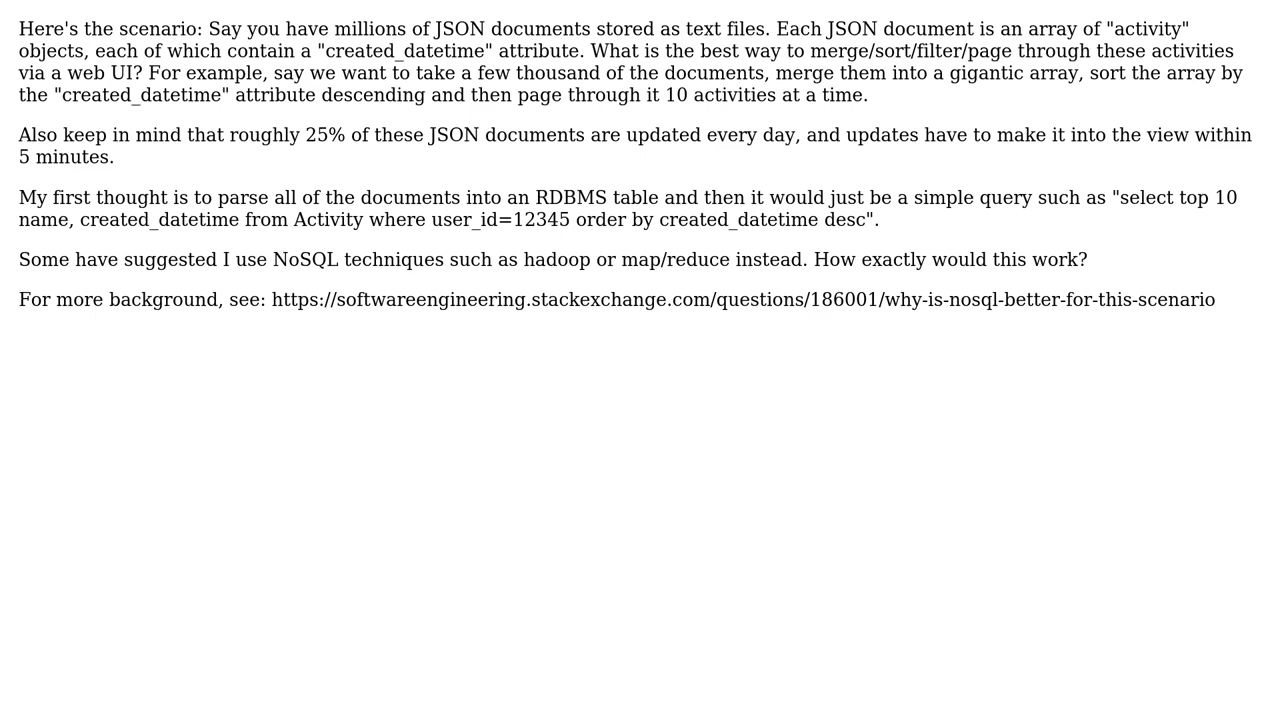 Here's the scenario: Say you have millions of JSON documents stored as text files. Each JSON document is an array of "activity"
objects, each of which contain a "created_datetime" attribute. What is the best way to merge/sort/filter/page through these activities
via a web UI? For example, say we want to take a few thousand of the documents, merge them into a gigantic array, sort the array by
the "created_datetime" attribute descending and then page through it 10 activities at a time.
Also keep in mind that roughly 25% of these JSON documents are updated every day, and updates have to make it into the view within
5 minutes.
My first thought is to parse all of the documents into an RDBMS table and then it would just be a simple query such as "select top 10
name, created_datetime from Activity where user_id=12345 order by created_datetime desc".
Some have suggested I use NoSQL techniques such as hadoop or map/reduce instead. How exactly would this work?
For more background, see: https://softwareengineering.stackexchange.com/questions/186001/why-is-nosql-better-for-this-scenario